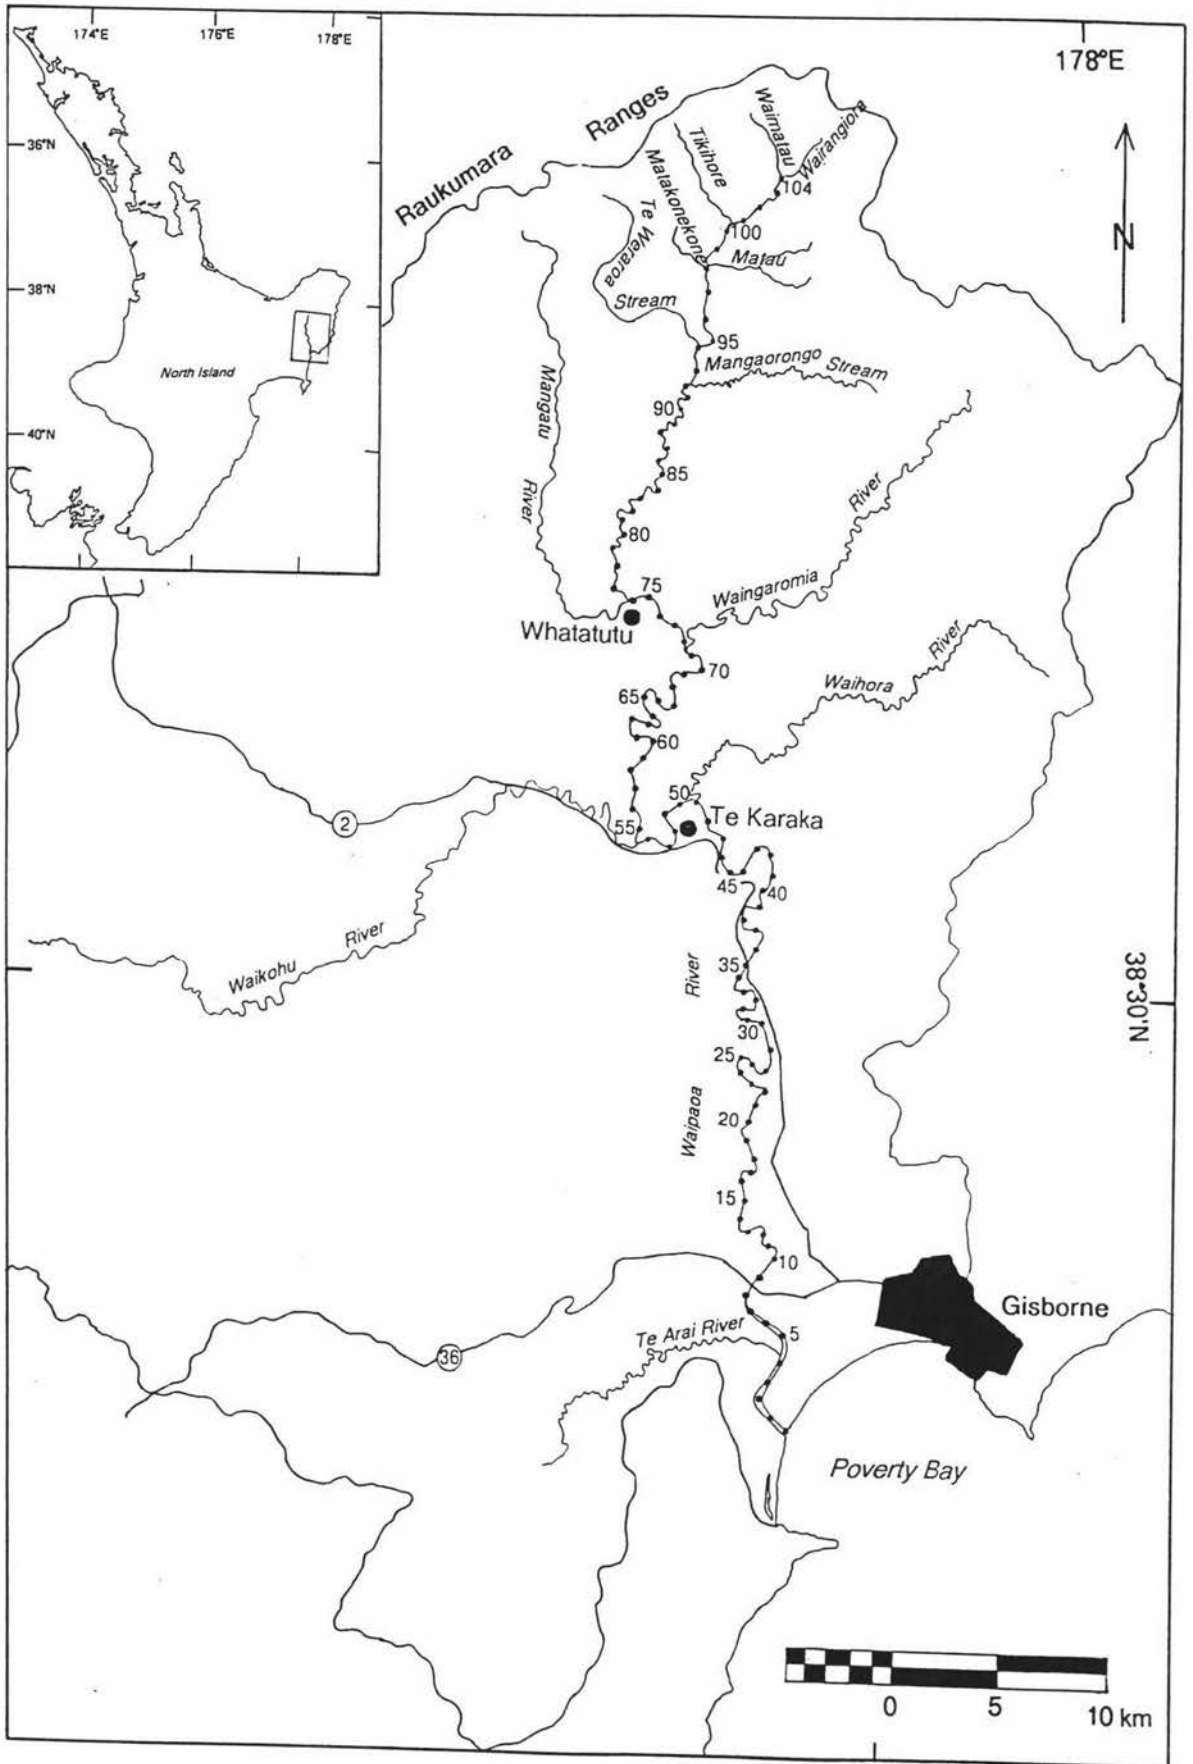 174°E
176°E
178°E
178°E
36°N
38°N
40°N
North Island
N
Raukumara Ranges
Waimatau
Wairangiora
Tikihore
Matakonekone
Te Weraroa
Stream
Matau
104
100
95
Mangaorongo Stream
90
85
80
75
Mangatu
River
Waingaromia
River
Whatatutu
70
65
60
Waihora
River
50
Te Karaka
55
2
45
40
Waikohu
River
35
River
38°30'N
30
25
Waipaoa
20
15
10
Gisborne
5
Te Arai River
36
Poverty Bay
0 5 10 km